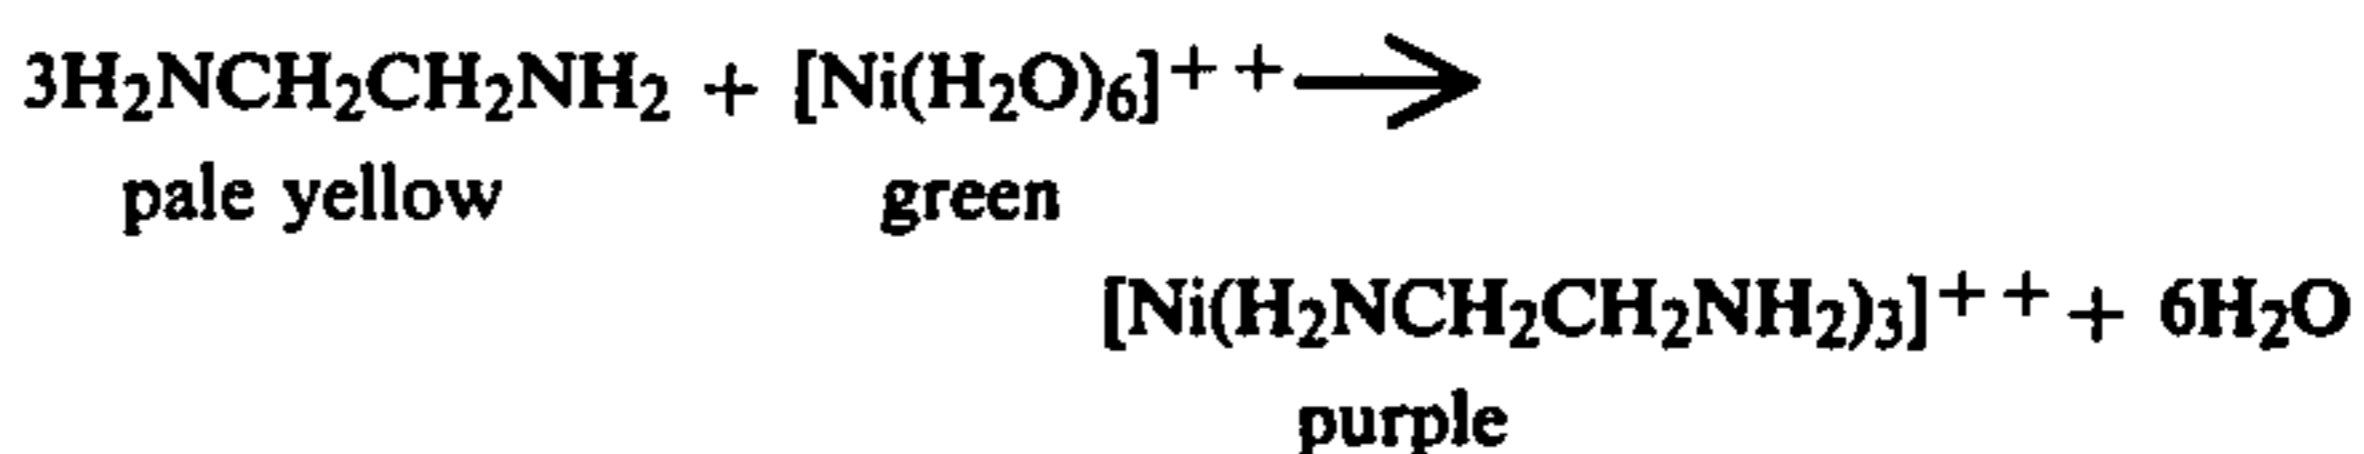 3H₂NCH₂CH₂NH₂ + [Ni(H₂O)₆]⁺⁺⟶
pale yellow green
[Ni(H₂NCH₂CH₂NH₂)₃]⁺⁺ + 6H₂O
purple